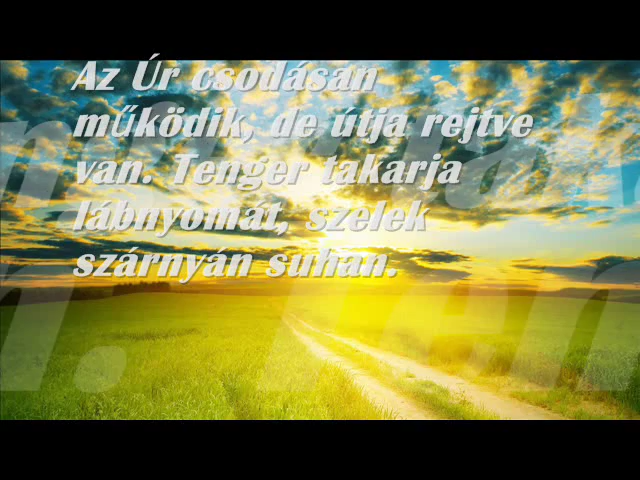 Az Úr csodásan
működik, de útja rejtve
van. Tenger takarja
lábnyomát, szelek
szárnyán suhan.